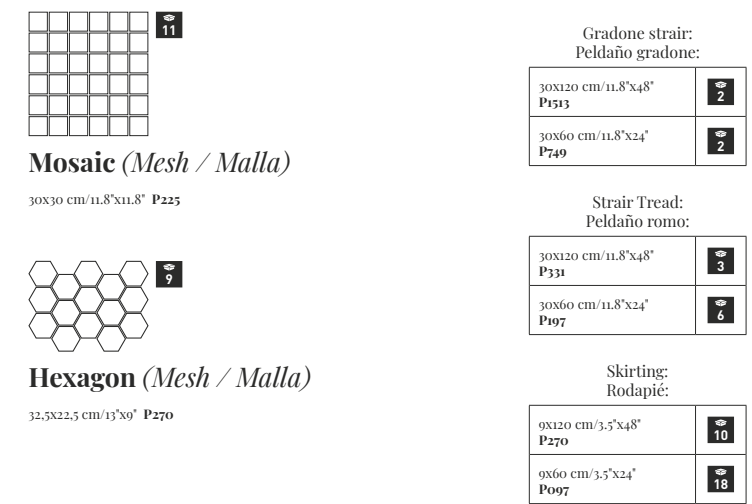 11
Mosaic (Mesh / Malla)
30x30 cm/11.8"x11.8" P225
9
Hexagon (Mesh / Malla)
32,5x22,5 cm/13"x9" P270
Gradone strair:
Peldaño gradone:
30x120 cm/11.8"x48"
P1513
2
30x60 cm/11.8"x24"
P749
2
Strair Tread:
Peldaño romo:
30x120 cm/11.8"x48"
P331
3
30x60 cm/11.8"x24"
P197
6
Skirting:
Rodapié:
9x120 cm/3.5"x48"
P270
10
9x60 cm/3.5"x24"
P097
18